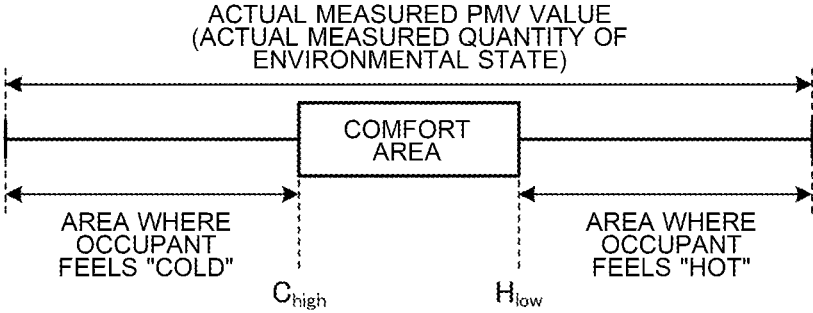 ACTUAL MEASURED PMV VALUE
(ACTUAL MEASURED QUANTITY OF
ENVIRONMENTAL STATE)
COMFORT
AREA
AREA WHERE
OCCUPANT
FEELS "COLD"
AREA WHERE
OCCUPANT
FEELS "HOT"
Chigh
Hlow